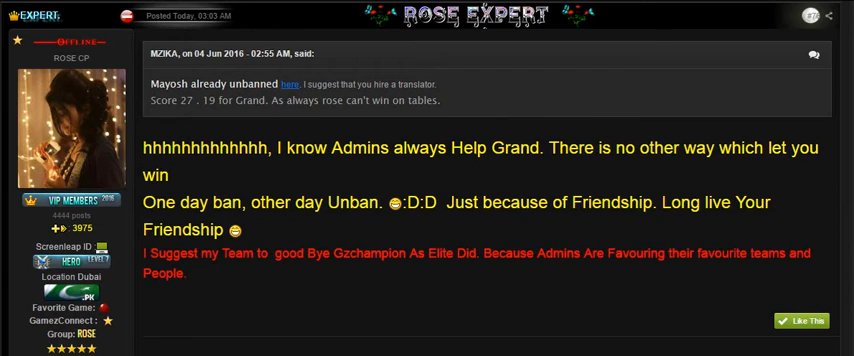 EXPERT.
Posted Today, 03:03 AM
ROSE EXPERT
OFFLINE
ROSE CP
VIP MEMBERS 2016
4444 posts
: 3975
Screenleap ID :
HERO LEVEL 7
Location Dubai
.PK
Favorite Game:
GamezConnect :
Group: ROSE
MZIKA, on 04 Jun 2016 - 02:55 AM, said:
Mayosh already unbanned here. I suggest that you hire a translator.
Score 27 . 19 for Grand. As always rose can't win on tables.
hhhhhhhhhhhhh, I know Admins always Help Grand. There is no other way which let you
win
One day ban, other day Unban. :D:D Just because of Friendship. Long live Your
Friendship
I Suggest my Team to good Bye Gzchampion As Elite Did. Because Admins Are Favouring their favourite teams and
People.
Like This